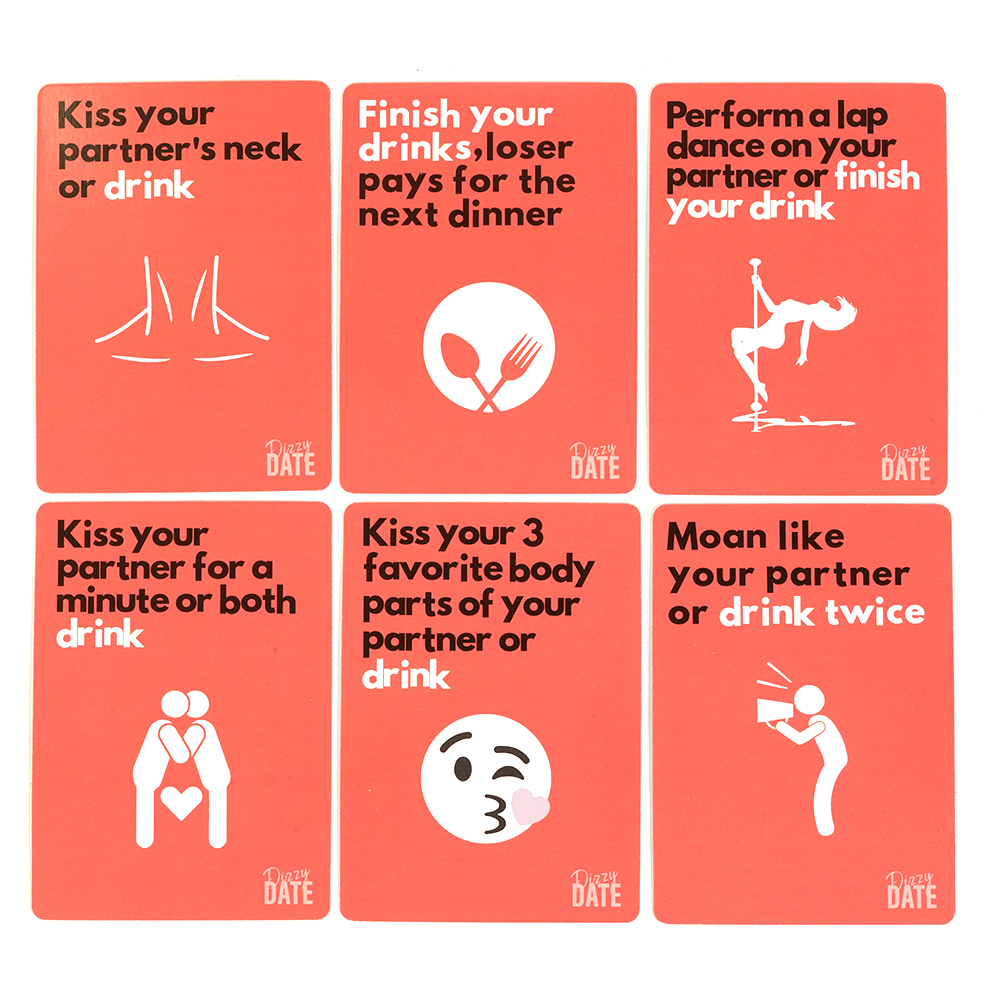 Kiss your
partner's neck
or drink
Dizzy
DATE
Finish your
drinks,loser
pays for the
next dinner
Dizzy
DATE
Perform a lap
dance on your
partner or finish
your drink
Dizzy
DATE
Kiss your
partner for a
minute or both
drink
Dizzy
DATE
Kiss your 3
favorite body
parts of your
partner or
drink
Dizzy
DATE
Moan like
your partner
or drink twice
Dizzy
DATE